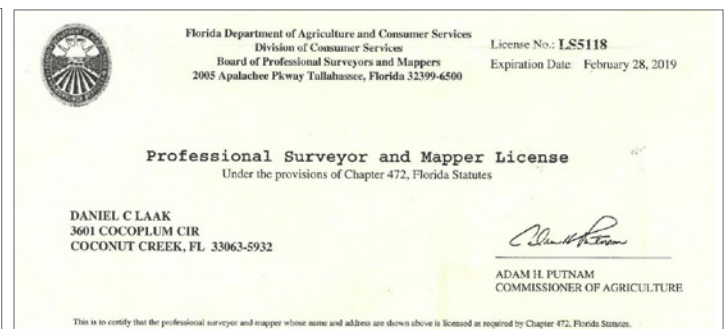 Florida Department of Agriculture and Consumer Services
Division of Consumer Services
Board of Professional Surveyors and Mappers
2005 Apalachee Pkway Tallahassee, Florida 32399-6500
License No.: LS5118
Expiration Date: February 28, 2019
Professional Surveyor and Mapper License
Under the provisions of Chapter 472, Florida Statutes
DANIEL C LAAK
3601 COCOPLUM CIR
COCONUT CREEK, FL 33063-5932
ADAM H. PUTNAM
COMMISSIONER OF AGRICULTURE
This is to certify that the professional surveyor and mapper whose name and address are shown above is licensed as required by Chapter 472, Florida Statutes.